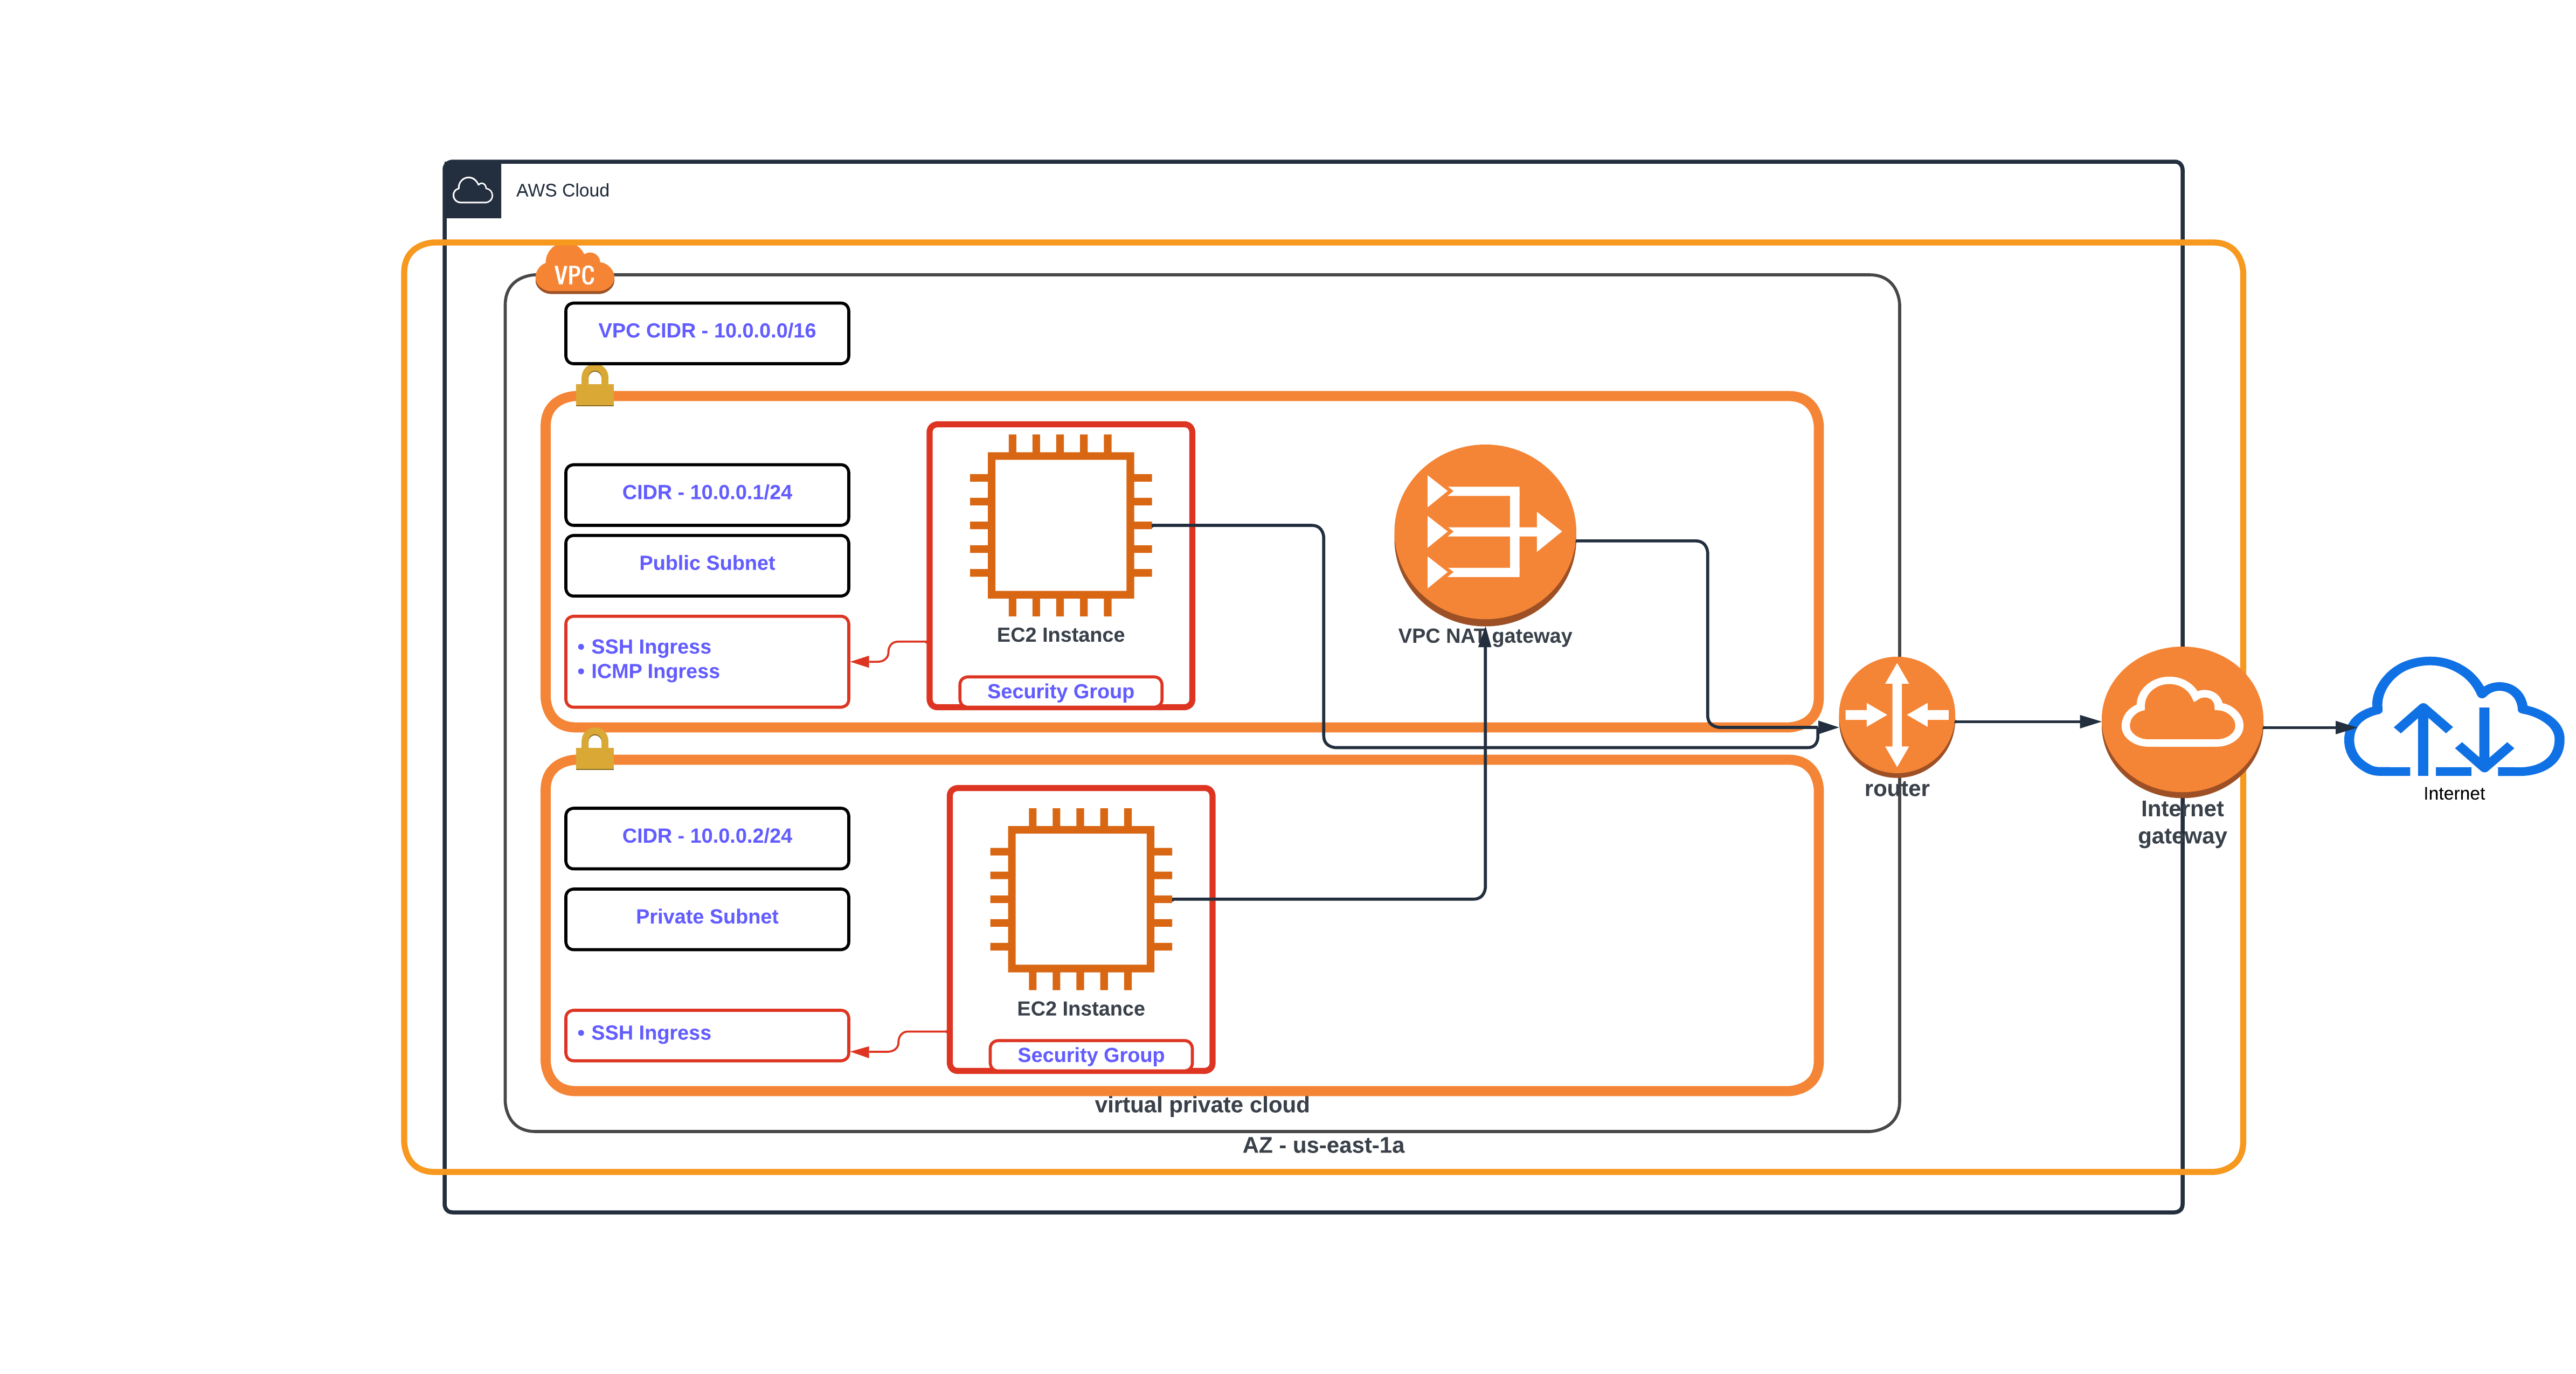 AWS Cloud
VPC
VPC CIDR - 10.0.0.0/16
CIDR - 10.0.0.1/24
Public Subnet
• SSH Ingress
• ICMP Ingress
EC2 Instance
Security Group
VPC NAT gateway
router
Internet
gateway
Internet
CIDR - 10.0.0.2/24
Private Subnet
• SSH Ingress
EC2 Instance
Security Group
virtual private cloud
AZ - us-east-1a